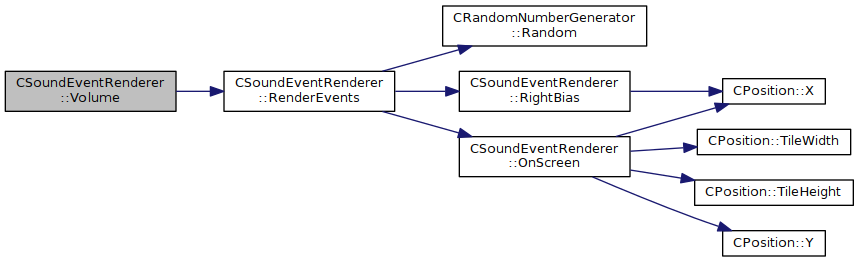 CSoundEventRenderer
::Volume
CSoundEventRenderer
::RenderEvents
CRandomNumberGenerator
::Random
CSoundEventRenderer
::RightBias
CSoundEventRenderer
::OnScreen
CPosition::X
CPosition::TileWidth
CPosition::TileHeight
CPosition::Y